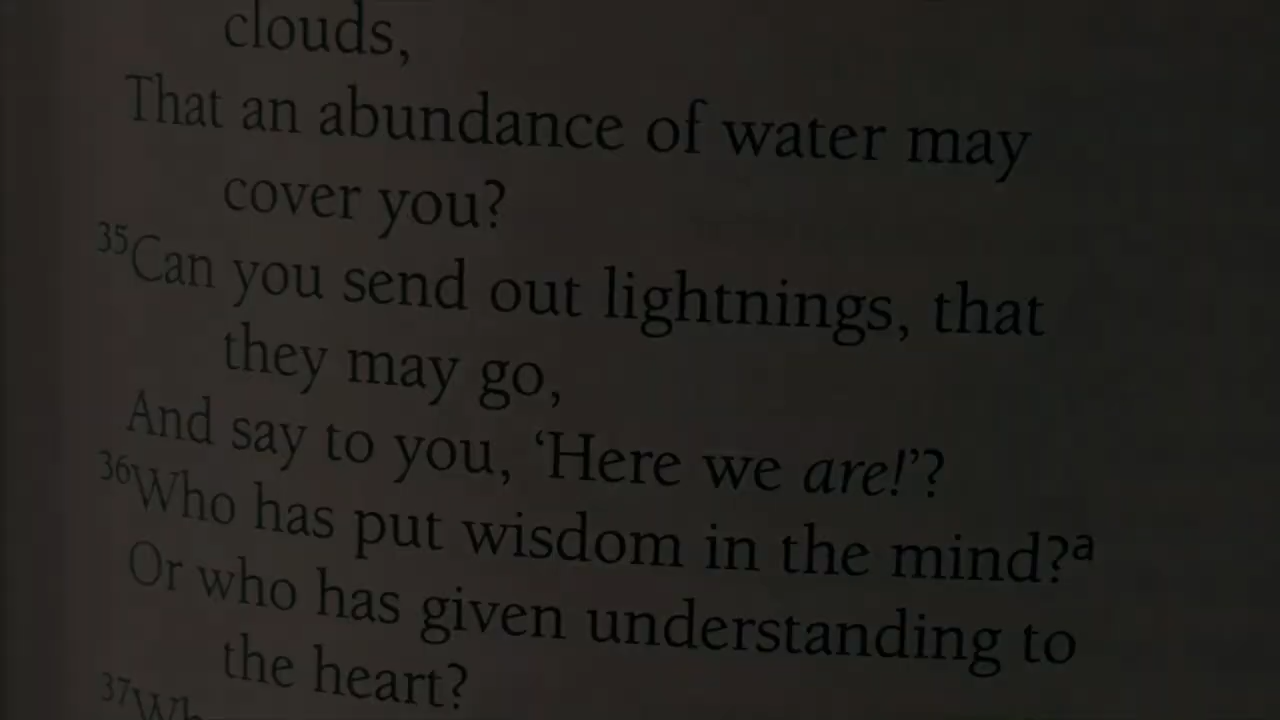 clouds,
That an abundance of water may
cover you?
35Can you send out lightnings, that
they may go,
And say to you, ‘Here we are!’?
36Who has put wisdom in the mind?a
Or who has given understanding to
the heart?
37